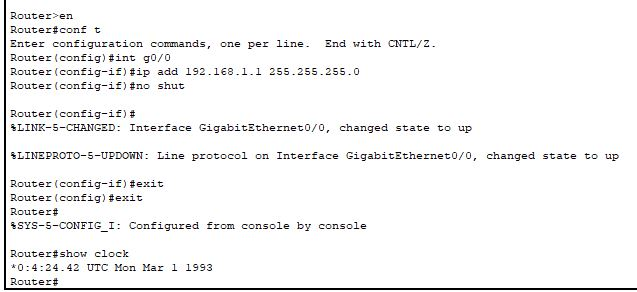 Router>en
Router#conf t
Enter configuration commands, one per line.  End with CNTL/Z.
Router(config)#int g0/0
Router(config-if)#ip add 192.168.1.1 255.255.255.0
Router(config-if)#no shut
Router(config-if)#
%LINK-5-CHANGED: Interface GigabitEthernet0/0, changed state to up
%LINEPROTO-5-UPDOWN: Line protocol on Interface GigabitEthernet0/0, changed state to up
Router(config-if)#exit
Router(config)#exit
Router#
%SYS-5-CONFIG_I: Configured from console by console
Router#show clock
*0:4:24.42 UTC Mon Mar 1 1993
Router#